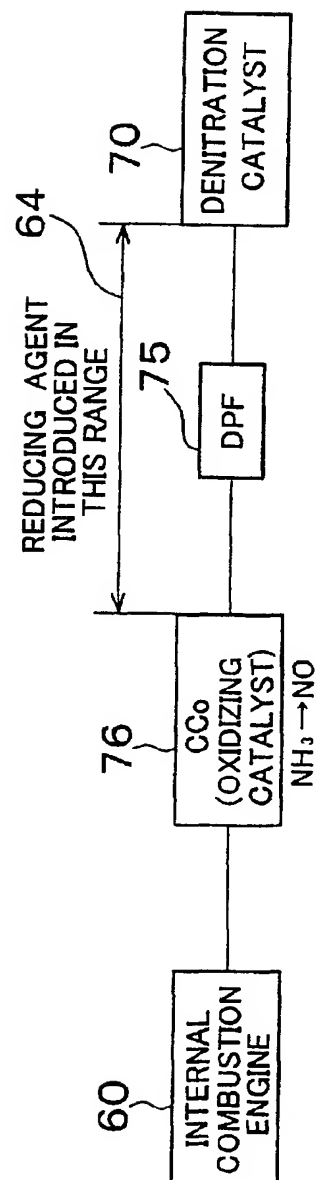 60
INTERNAL
COMBUSTION
ENGINE
76
CCo
(OXIDIZING
CATALYST)
NH₃→NO
REDUCING AGENT
INTRODUCED IN
THIS RANGE
64
75
DPF
70
DENITRATION
CATALYST